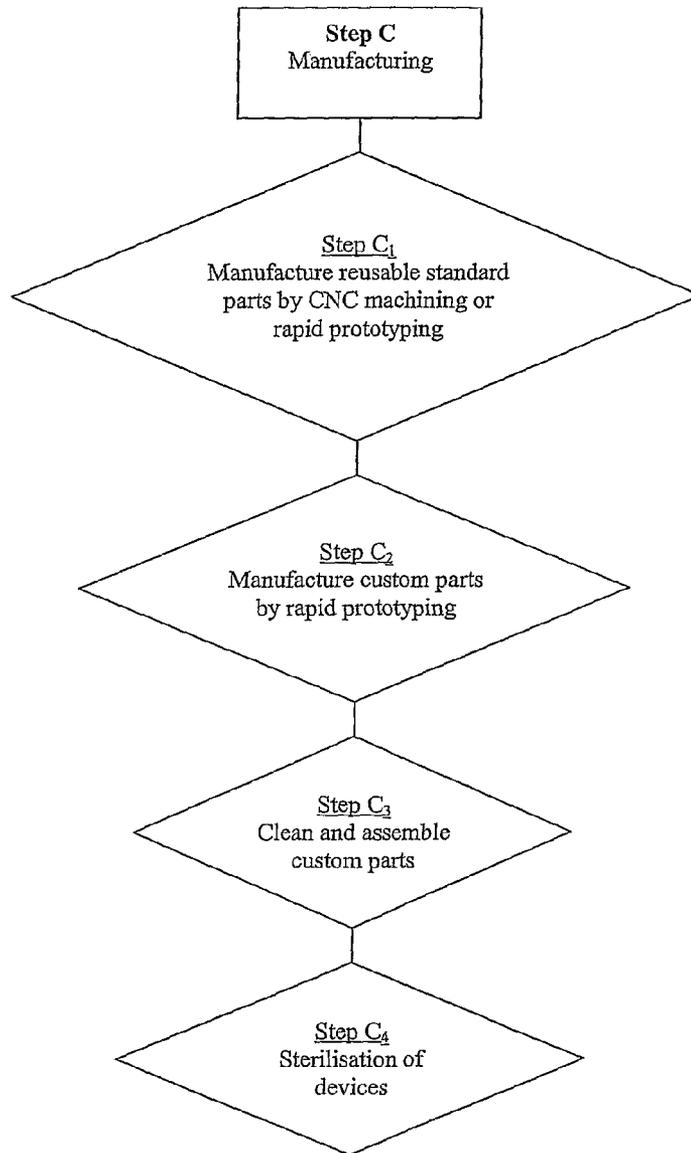 Step C
Manufacturing
Step C₁
Manufacture reusable standard
parts by CNC machining or
rapid prototyping
Step C₂
Manufacture custom parts
by rapid prototyping
Step C₃
Clean and assemble
custom parts
Step C₄
Sterilisation of
devices